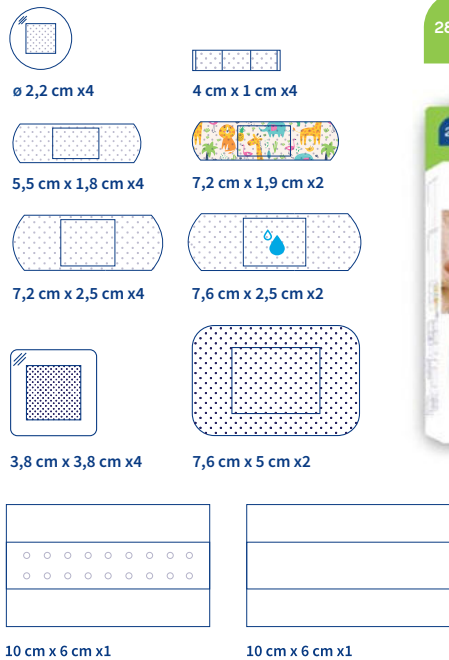 28
ø 2,2 cm x4
4 cm x 1 cm x4
5,5 cm x 1,8 cm x4
7,2 cm x 1,9 cm x2
7,2 cm x 2,5 cm x4
7,6 cm x 2,5 cm x2
3,8 cm x 3,8 cm x4
7,6 cm x 5 cm x2
10 cm x 6 cm x1
10 cm x 6 cm x1